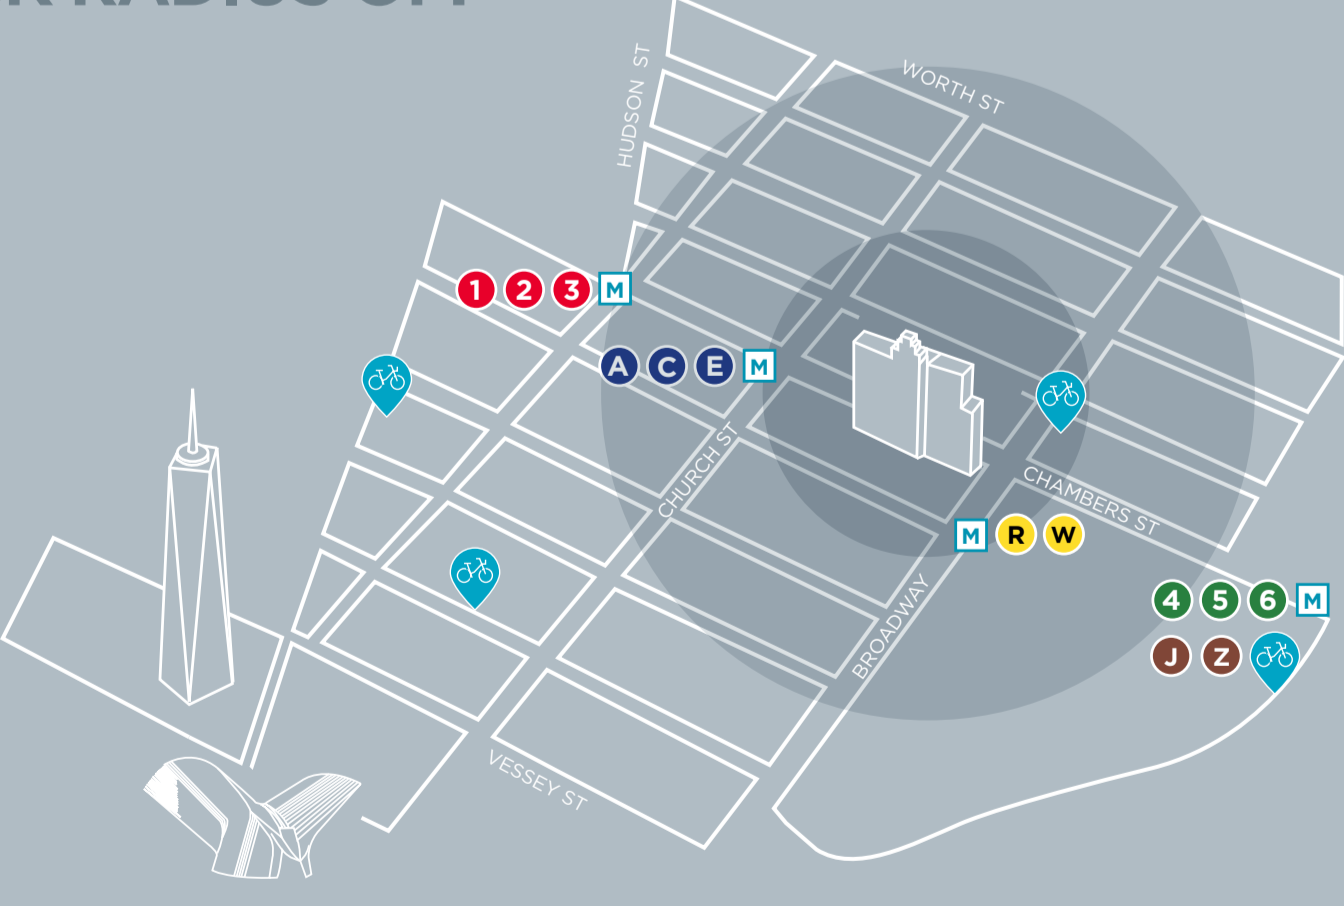 WORTH ST
HUDSON ST
1 2 3 M
A C E M
CHURCH ST
CHAMBERS ST
M R W
BROADWAY
4 5 6 M
J Z
VESSEY ST